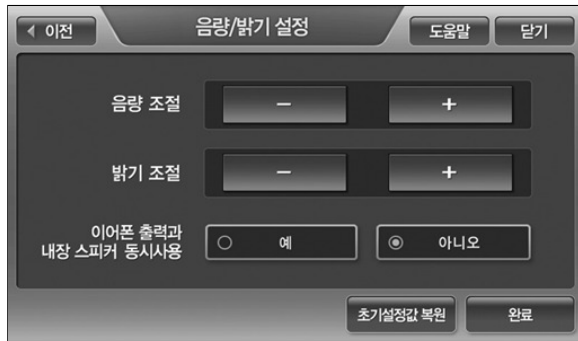 이전
음량/밝기 설정
도움말
닫기
음량 조절
−
+
밝기 조절
−
+
이어폰 출력과
내장 스피커 동시사용
예
아니오
초기설정값 복원
완료